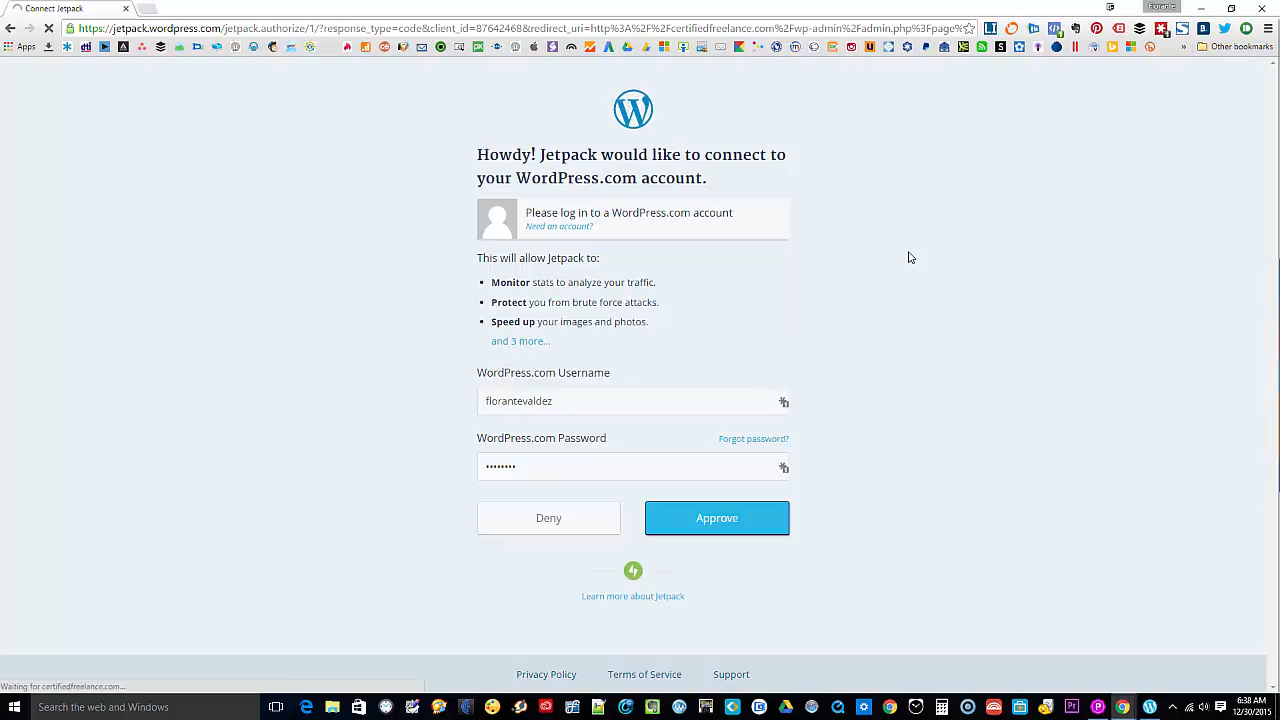 Connect Jetpack
Florante
https://jetpack.wordpress.com/jetpack.authorize/1/?response_type=code&client_id=87642468&redirect_uri=http%3A%2F%2Fcertifiedfreelance.com%2Fwp-admin%2Fadmin.php%3Fpage%
Apps
Other bookmarks
Howdy! Jetpack would like to connect to
your WordPress.com account.
Please log in to a WordPress.com account
Need an account?
This will allow Jetpack to:
Monitor stats to analyze your traffic.
Protect you from brute force attacks.
Speed up your images and photos.
and 3 more...
WordPress.com Username
florantevaldez
WordPress.com Password
Forgot password?
••••••••
Deny
Approve
Learn more about Jetpack
Privacy Policy
Terms of Service
Support
Waiting for certifiedfreelance.com...
Search the web and Windows
6:38 AM
12/30/2015